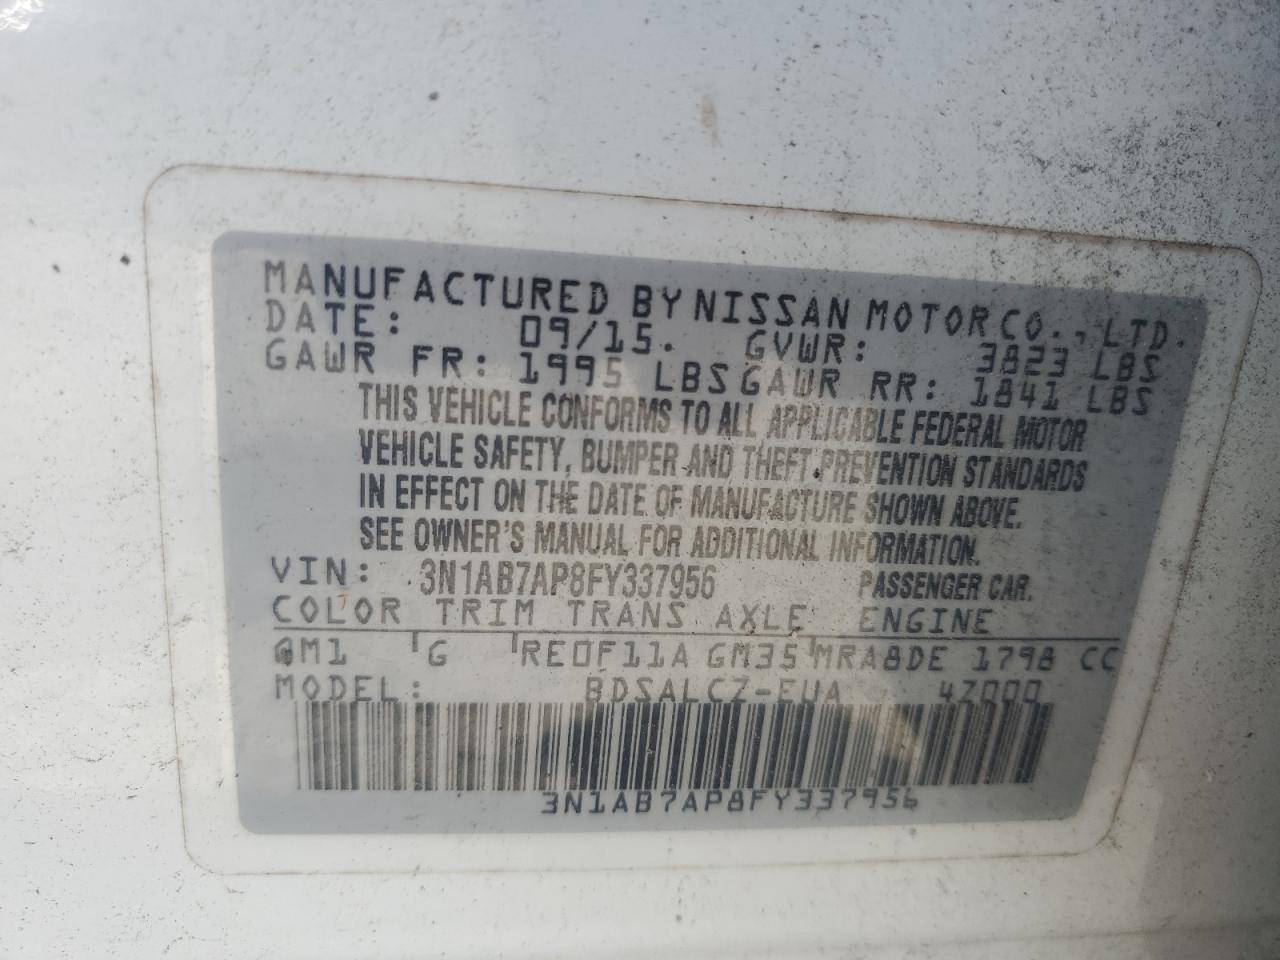 MANUFACTURED BY NISSAN MOTOR CO., LTD.
DATE: 09/15. GVWR: 3823 LBS
GAWR FR: 1995 LBS GAWR RR: 1841 LBS
THIS VEHICLE CONFORMS TO ALL APPLICABLE FEDERAL MOTOR
VEHICLE SAFETY, BUMPER AND THEFT PREVENTION STANDARDS
IN EFFECT ON THE DATE OF MANUFACTURE SHOWN ABOVE.
SEE OWNER'S MANUAL FOR ADDITIONAL INFORMATION.
VIN: 3N1AB7AP8FY337956 PASSENGER CAR.
COLOR TRIM TRANS AXLE ENGINE
QM1 G RE0F11A GM35 MRA8DE 1798 CC
MODEL: BDSALCZ-EUA 4Z000
3N1AB7AP8FY337956